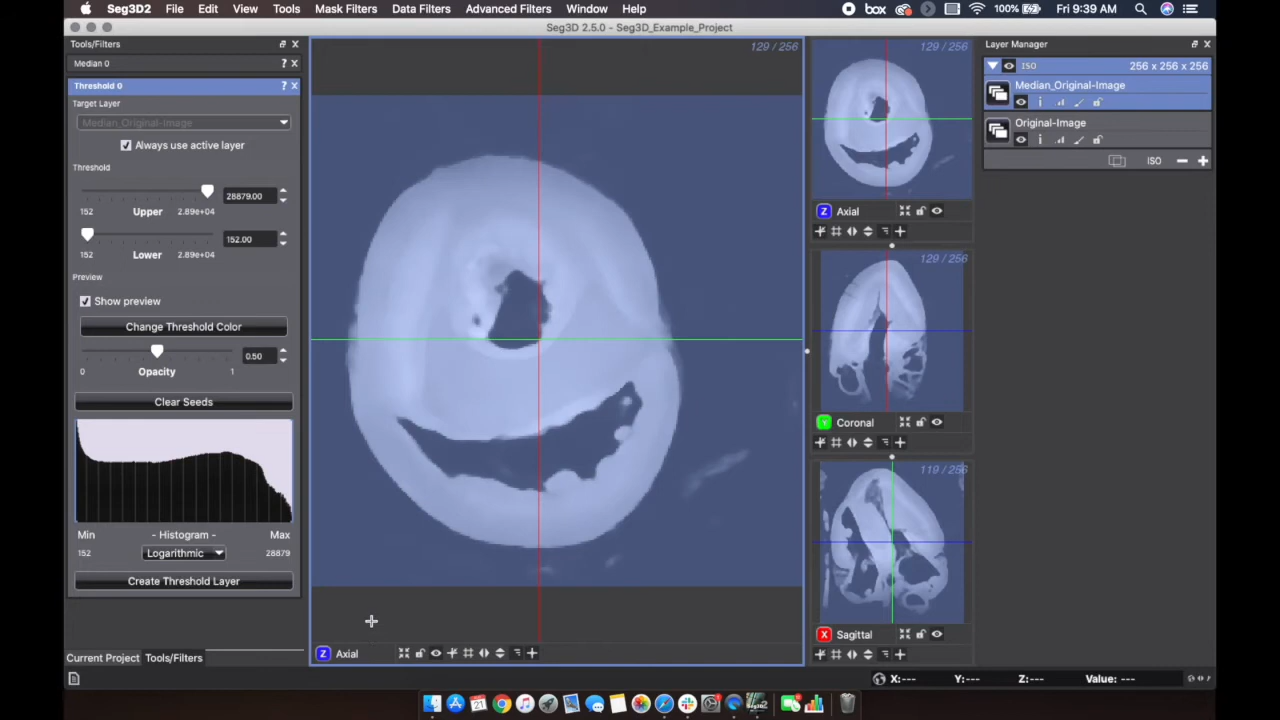 Seg3D2 File Edit View Tools Mask Filters Data Filters Advanced Filters Window Help box 100% Fri 9:39 AM
Seg3D 2.5.0 - Seg3D_Example_Project
Tools/Filters
Median 0 ?
Threshold 0 ?
Target Layer
Median_Original-Image
Always use active layer
Threshold
28879.00
152 Upper 2.89e+04
152.00
152 Lower 2.89e+04
Preview
Show preview
Change Threshold Color
0.50
0 Opacity 1
Clear Seeds
Min - Histogram - Max
152 Logarithmic 28879
Create Threshold Layer
Current Project Tools/Filters
129 / 256
Z Axial
129 / 256
Z Axial
129 / 256
Y Coronal
119 / 256
X Sagittal
Layer Manager
ISO 256 x 256 x 256
Median_Original-Image
Original-Image
ISO
X:--- Y:--- Z:--- Value: ---